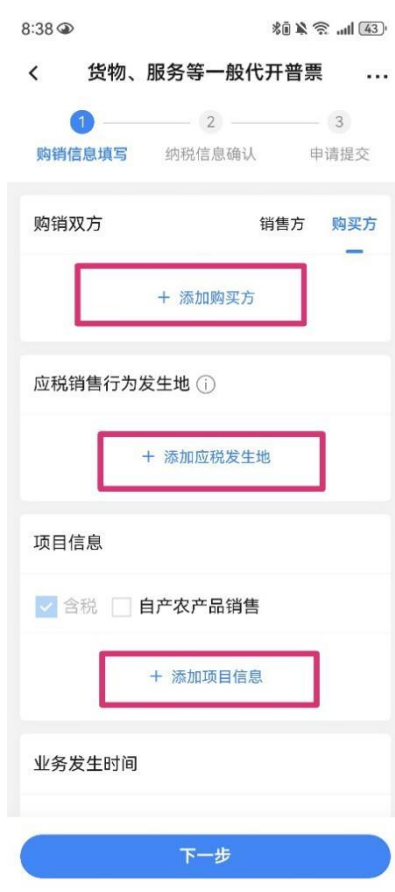 8:38 43
货物、服务等一般代开普票 ...
1 2 3
购销信息填写 纳税信息确认 申请提交
购销双方 销售方 购买方
+ 添加购买方
应税销售行为发生地
+ 添加应税发生地
项目信息
含税 自产农产品销售
+ 添加项目信息
业务发生时间
下一步